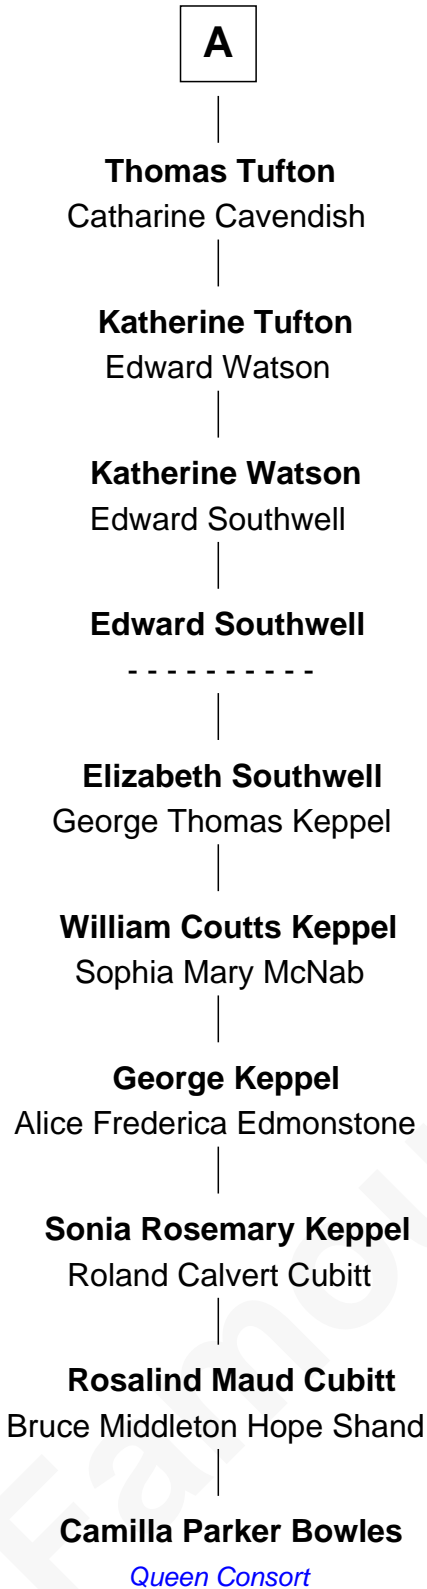 A
Thomas Tufton
Catharine Cavendish
Katherine Tufton
Edward Watson
Katherine Watson
Edward Southwell
Edward Southwell
- - - - - - - - - -
Elizabeth Southwell
George Thomas Keppel
William Coutts Keppel
Sophia Mary McNab
George Keppel
Alice Frederica Edmonstone
Sonia Rosemary Keppel
Roland Calvert Cubitt
Rosalind Maud Cubitt
Bruce Middleton Hope Shand
Camilla Parker Bowles
Queen Consort